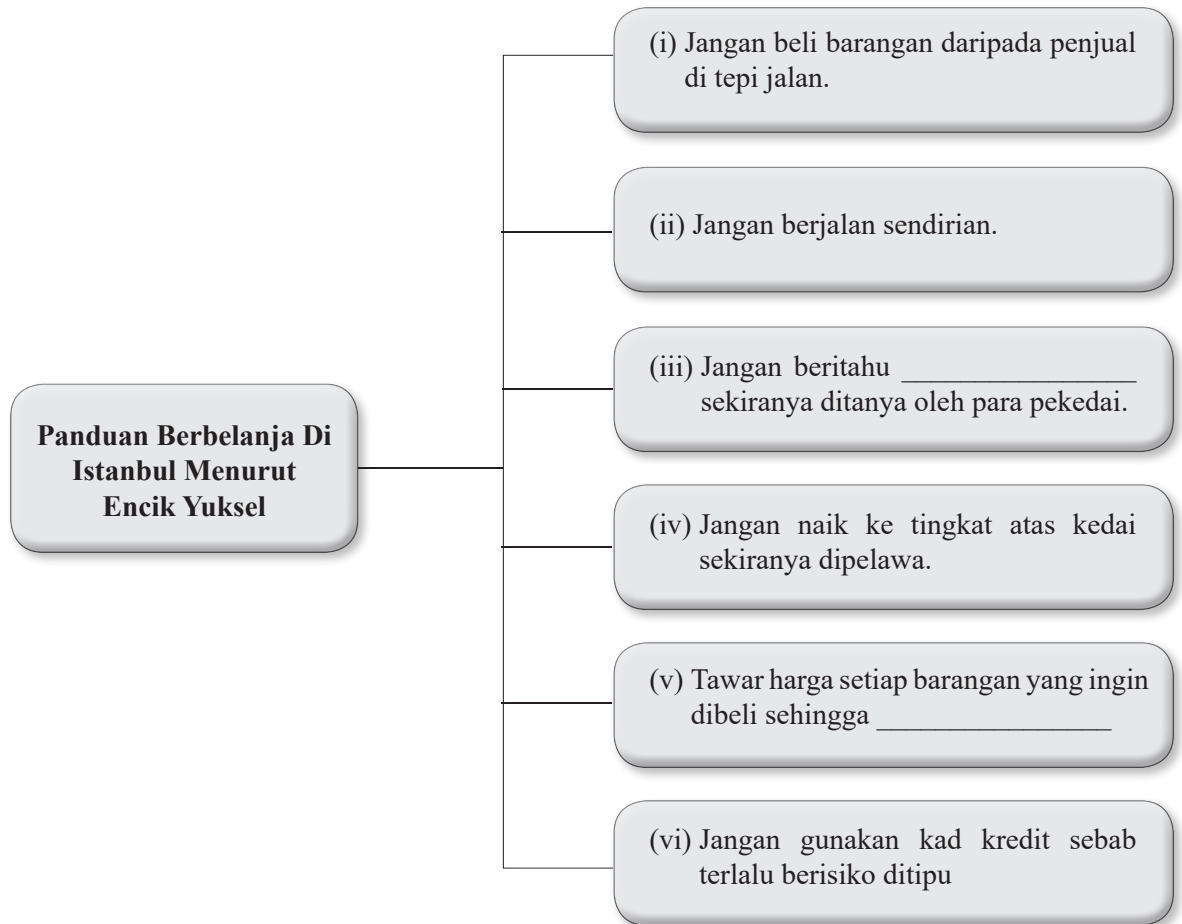 (i) Jangan beli barangan daripada penjual
di tepi jalan.
(ii) Jangan berjalan sendirian.
(iii) Jangan beritahu ________________
sekiranya ditanya oleh para pekedai.
Panduan Berbelanja Di
Istanbul Menurut
Encik Yuksel
(iv) Jangan naik ke tingkat atas kedai
sekiranya dipelawa.
(v) Tawar harga setiap barangan yang ingin
dibeli sehingga ________________
(vi) Jangan gunakan kad kredit sebab
terlalu berisiko ditipu